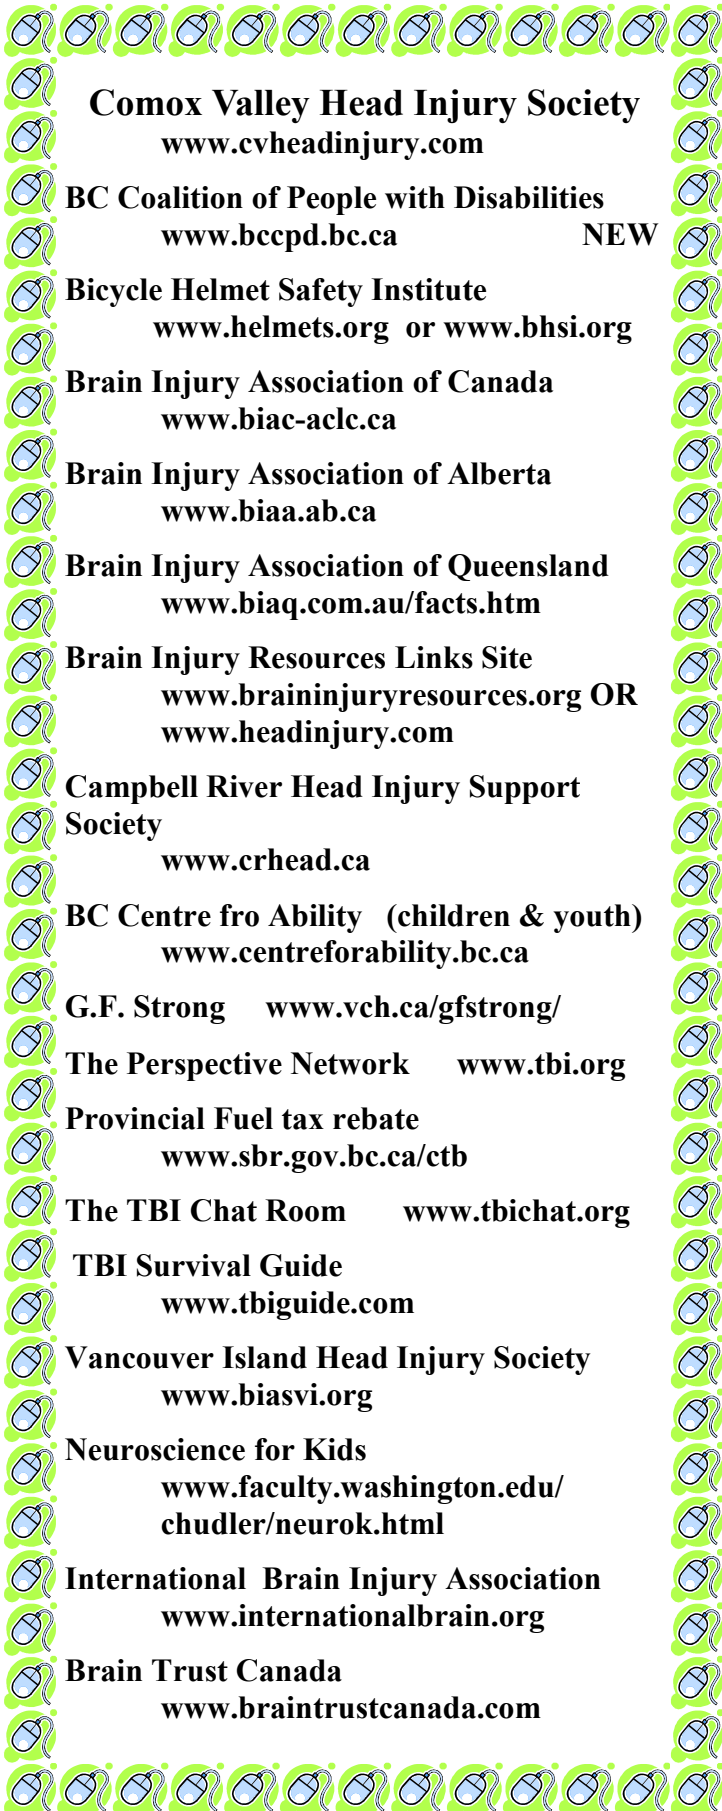 Comox Valley Head Injury Society
www.cvheadinjury.com
BC Coalition of People with Disabilities
www.bccpd.bc.ca NEW
Bicycle Helmet Safety Institute
www.helmets.org or www.bhsi.org
Brain Injury Association of Canada
www.biac-aclc.ca
Brain Injury Association of Alberta
www.biaa.ab.ca
Brain Injury Association of Queensland
www.biaq.com.au/facts.htm
Brain Injury Resources Links Site
www.braininjuryresources.org OR
www.headinjury.com
Campbell River Head Injury Support
Society
www.crhead.ca
BC Centre fro Ability (children & youth)
www.centreforability.bc.ca
G.F. Strong www.vch.ca/gfstrong/
The Perspective Network www.tbi.org
Provincial Fuel tax rebate
www.sbr.gov.bc.ca/ctb
The TBI Chat Room www.tbichat.org
TBI Survival Guide
www.tbiguide.com
Vancouver Island Head Injury Society
www.biasvi.org
Neuroscience for Kids
www.faculty.washington.edu/
chudler/neurok.html
International Brain Injury Association
www.internationalbrain.org
Brain Trust Canada
www.braintrustcanada.com